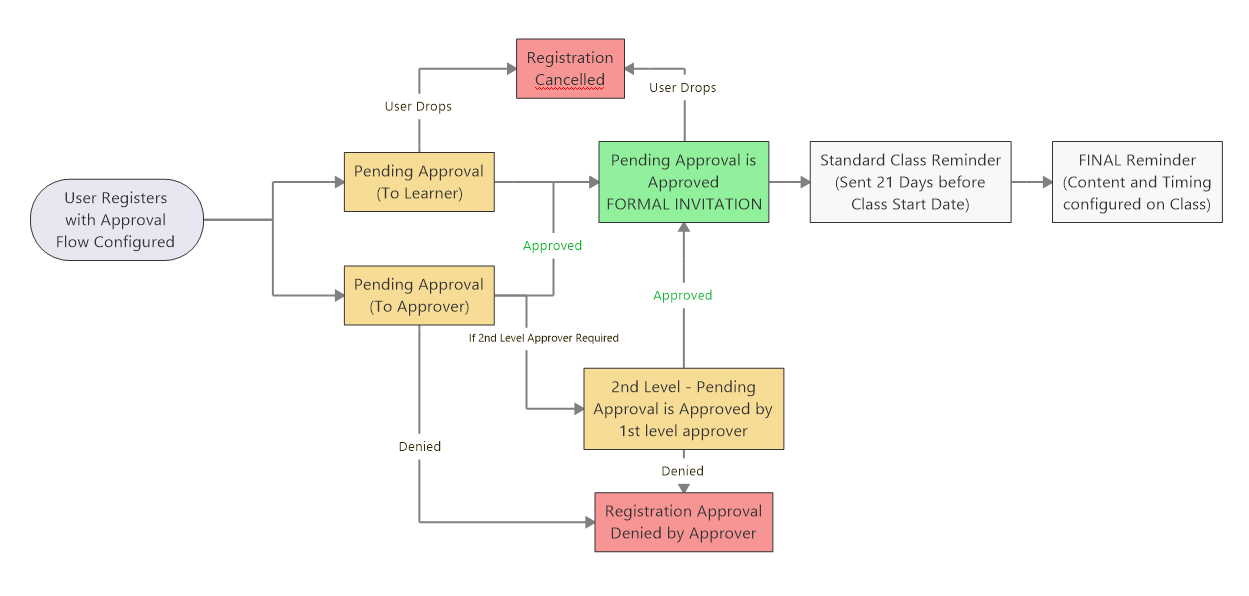 Registration
Cancelled
User Drops
User Drops
Pending Approval
(To Learner)
Pending Approval is
Approved
FORMAL INVITATION
Standard Class Reminder
(Sent 21 Days before
Class Start Date)
FINAL Reminder
(Content and Timing
configured on Class)
User Registers
with Approval
Flow Configured
Approved
Pending Approval
(To Approver)
Approved
If 2nd Level Approver Required
2nd Level - Pending
Approval is Approved by
1st level approver
Denied
Denied
Registration Approval
Denied by Approver